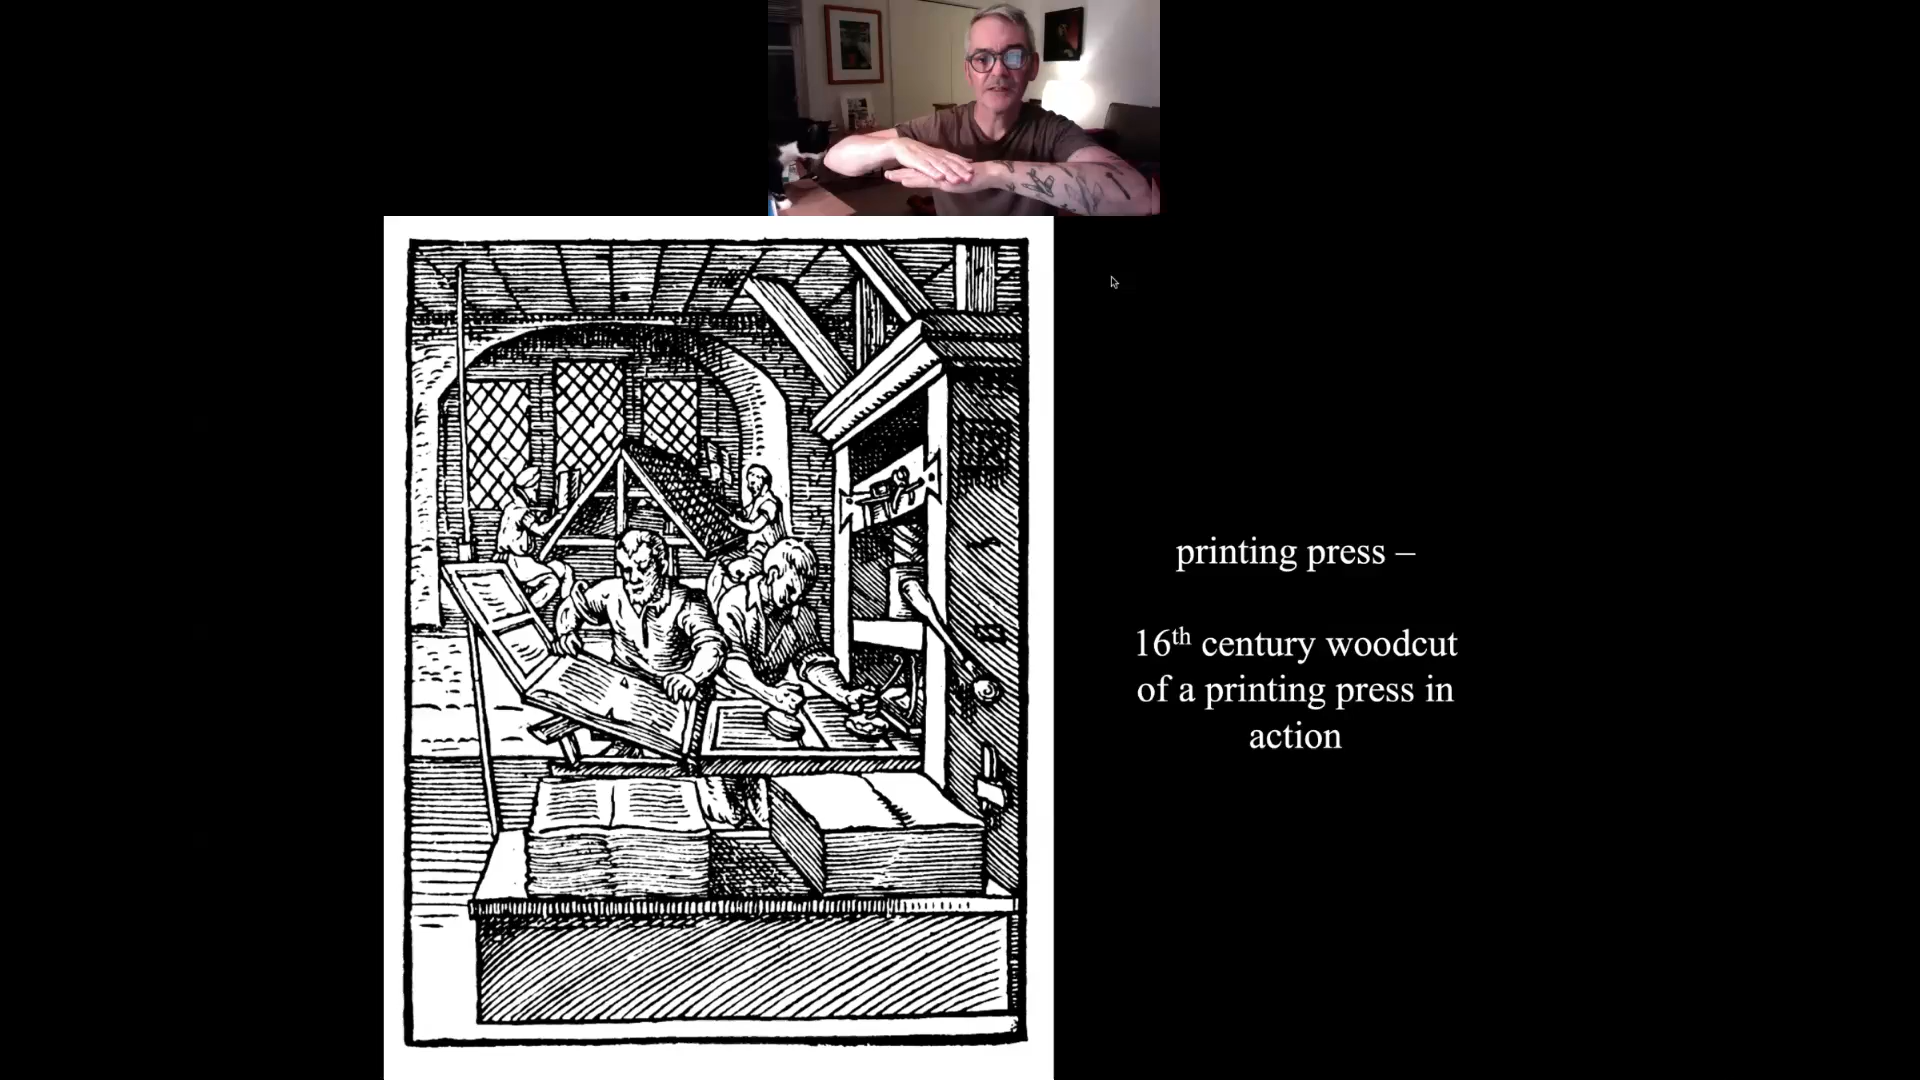 printing press –
16th century woodcut
of a printing press in
action